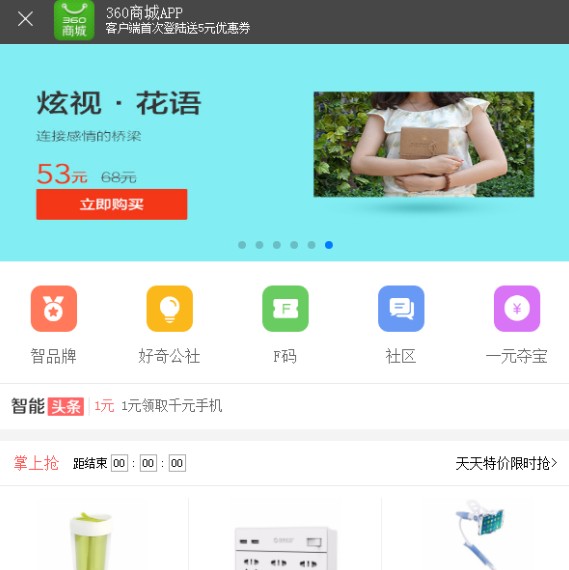 360商城APP
客户端首次登陆送5元优惠券
360
商城
炫视·花语
连接感情的桥梁
53元 68元
立即购买
智品牌 好奇公社 F码 社区 一元夺宝
智能 头条 1元 1元领取千元手机
掌上抢 距结束 00 : 00 : 00 天天特价限时抢>